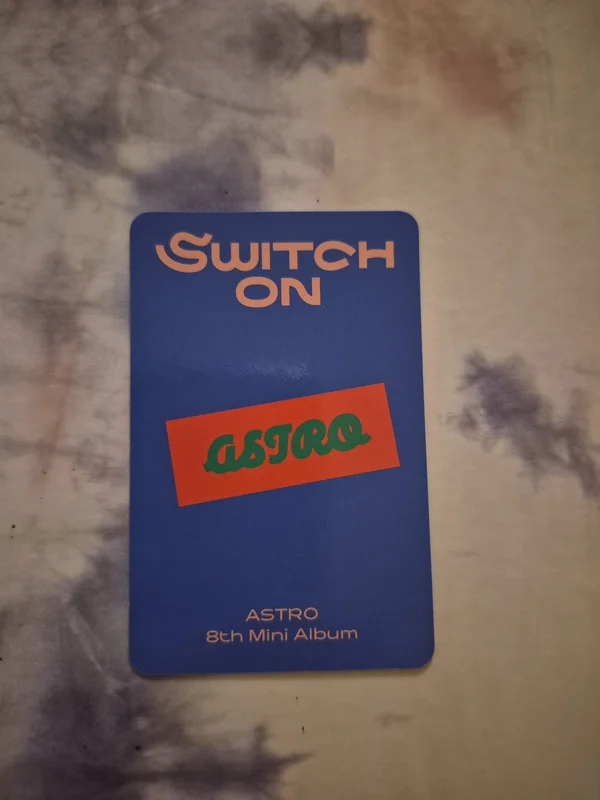 SWITCH
ON
ASTRO
ASTRO
8th Mini Album